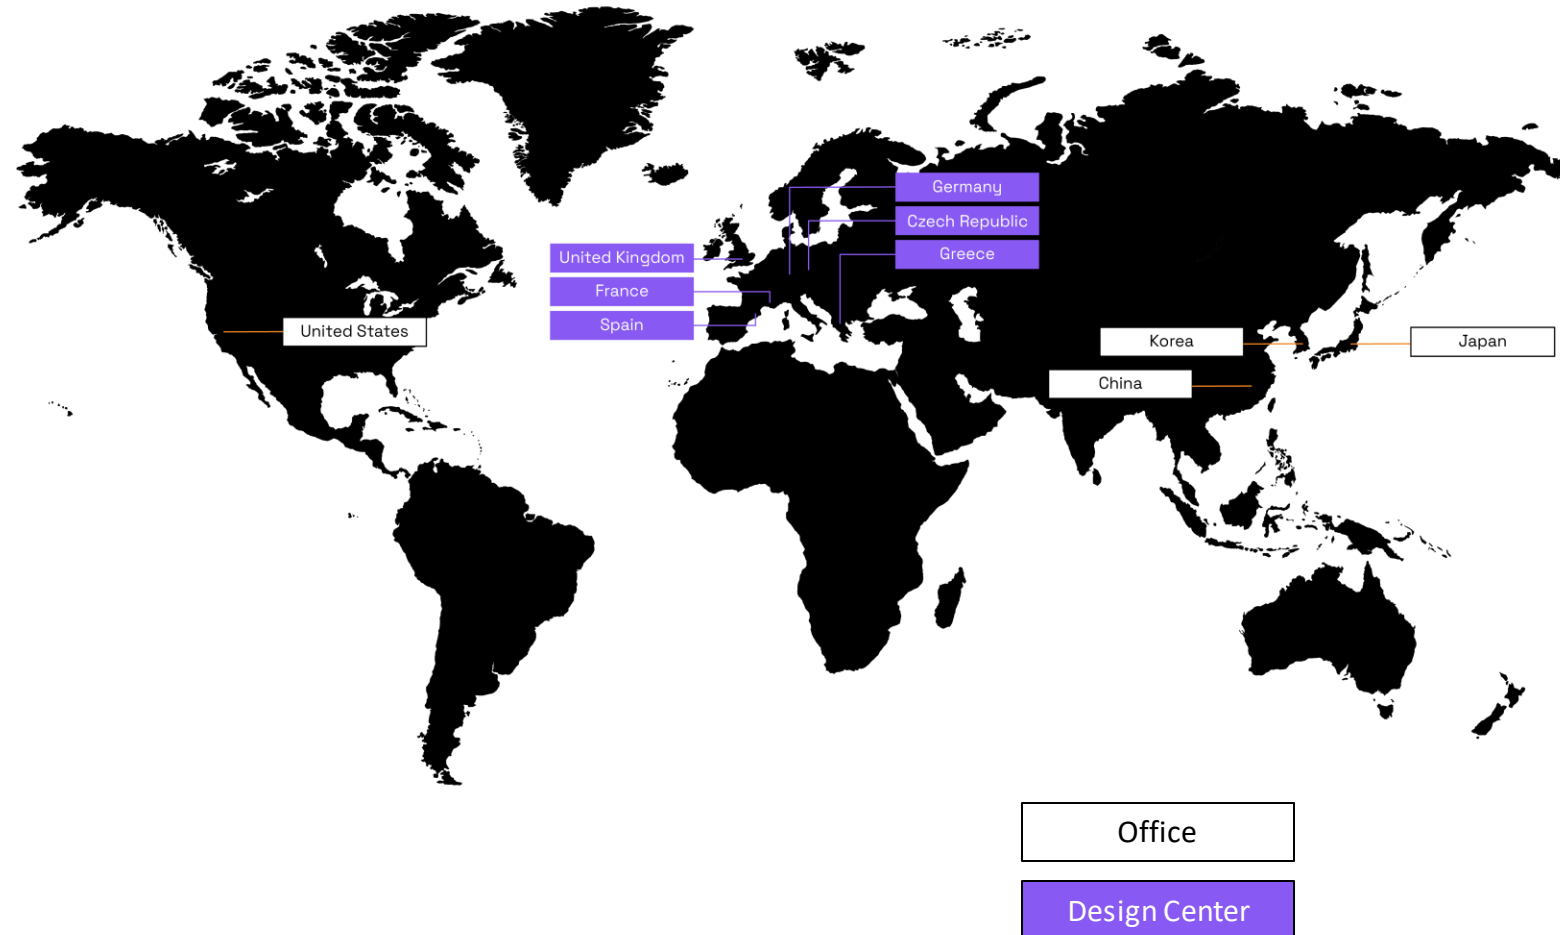 Germany
Czech Republic
Greece
United Kingdom
France
Spain
United States
Korea
Japan
China
Office
Design Center